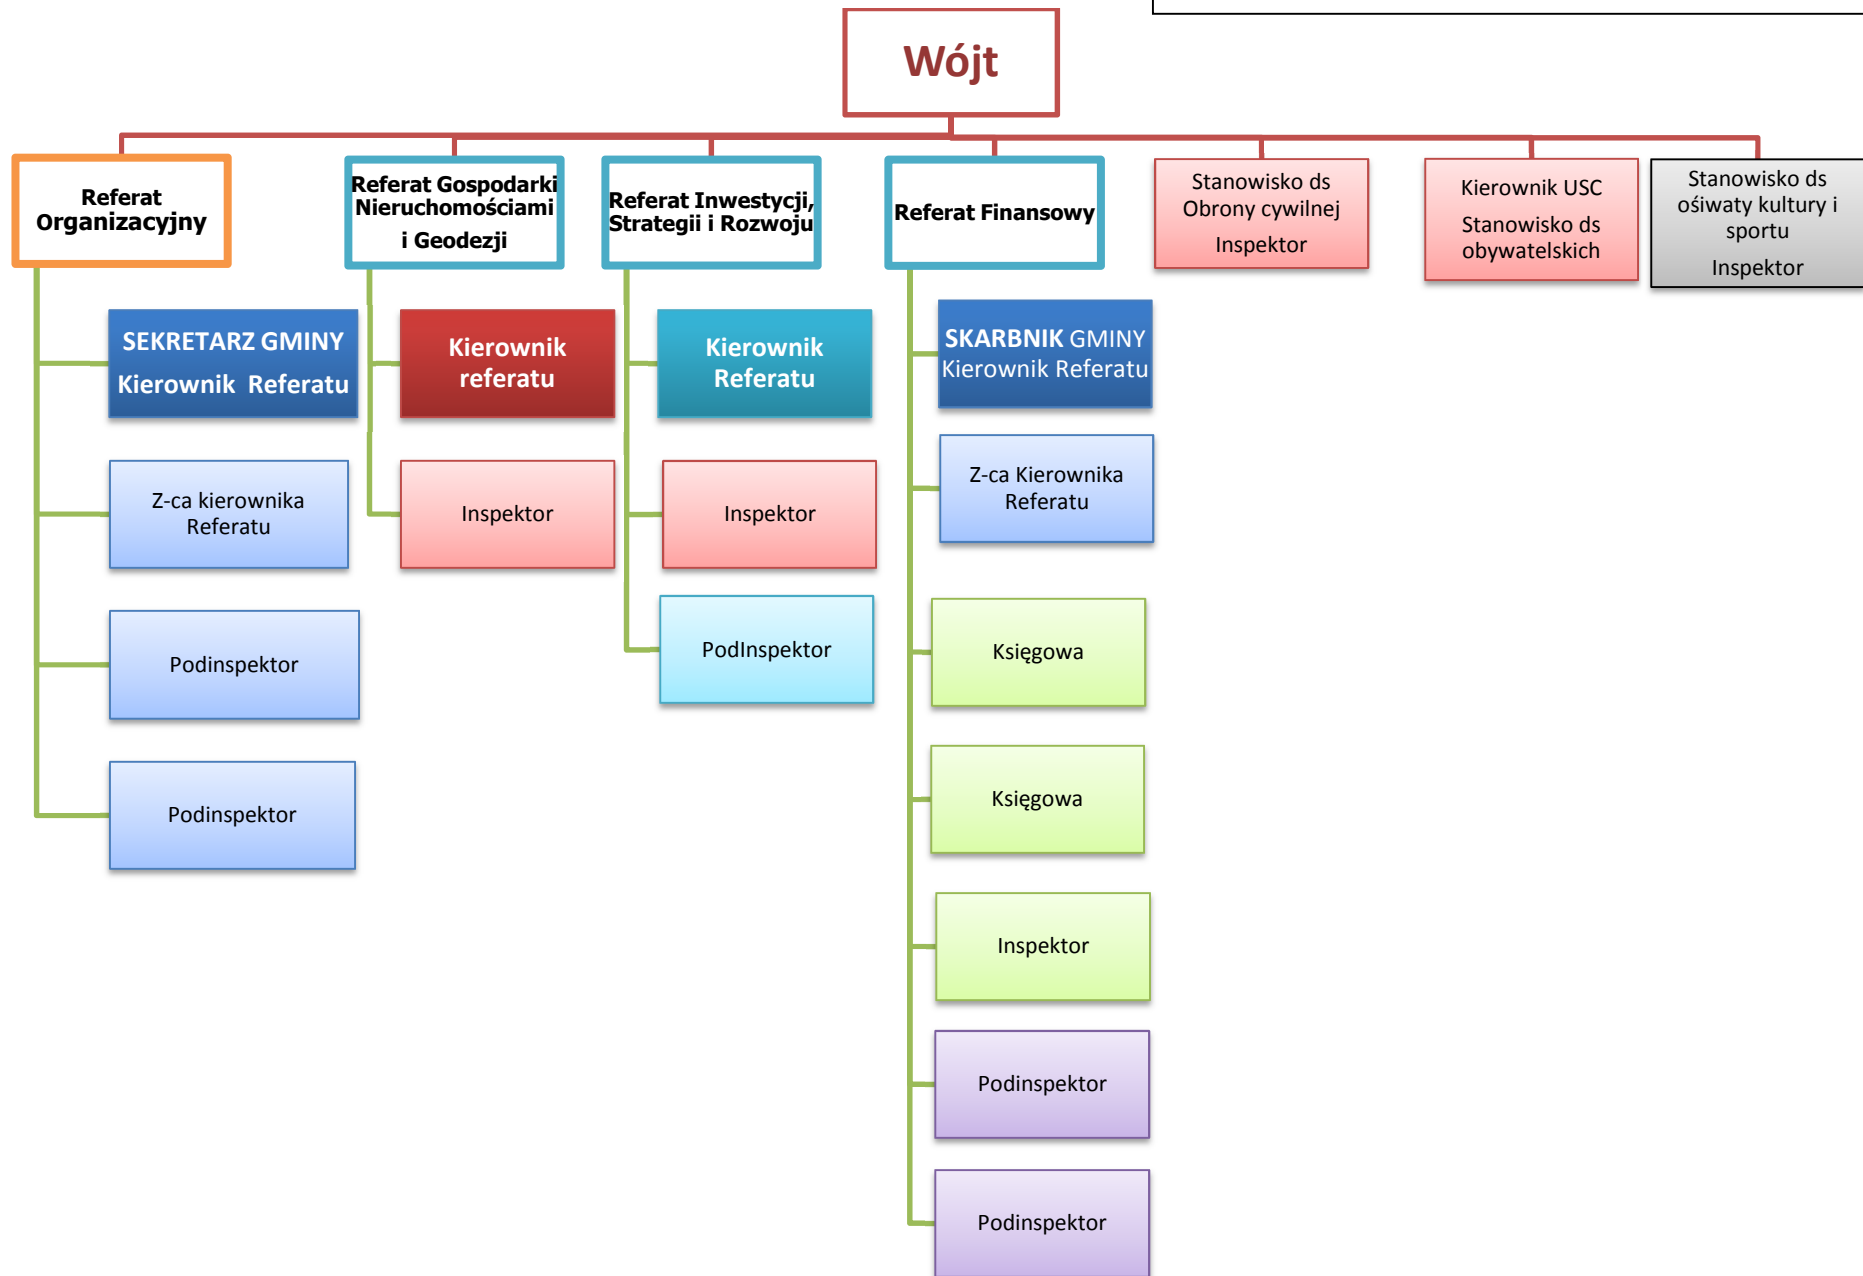 Wójt
Referat
Organizacyjny
Referat Gospodarki
Nieruchomościami
i Geodezji
Referat Inwestycji,
Strategii i Rozwoju
Referat Finansowy
Stanowisko ds
Obrony cywilnej
Inspektor
Kierownik USC
Stanowisko ds
obywatelskich
Stanowisko ds
ośiwaty kultury i
sportu
Inspektor
SEKRETARZ GMINY
Kierownik Referatu
Z-ca kierownika
Referatu
Podinspektor
Podinspektor
Kierownik
referatu
Inspektor
Kierownik
Referatu
Inspektor
PodInspektor
SKARBNIK GMINY
Kierownik Referatu
Z-ca Kierownika
Referatu
Księgowa
Księgowa
Inspektor
Podinspektor
Podinspektor